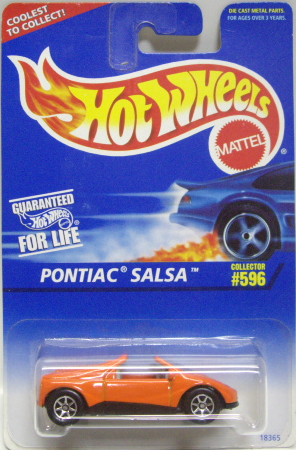 COOLEST
TO COLLECT!
DIE CAST METAL PARTS.
FOR AGES OVER 3 YEARS.
HOT WHEELS
MATTEL
®
GUARANTEED
Hot Wheels
FOR LIFE
PONTIAC® SALSA™
COLLECTOR
#596
18365